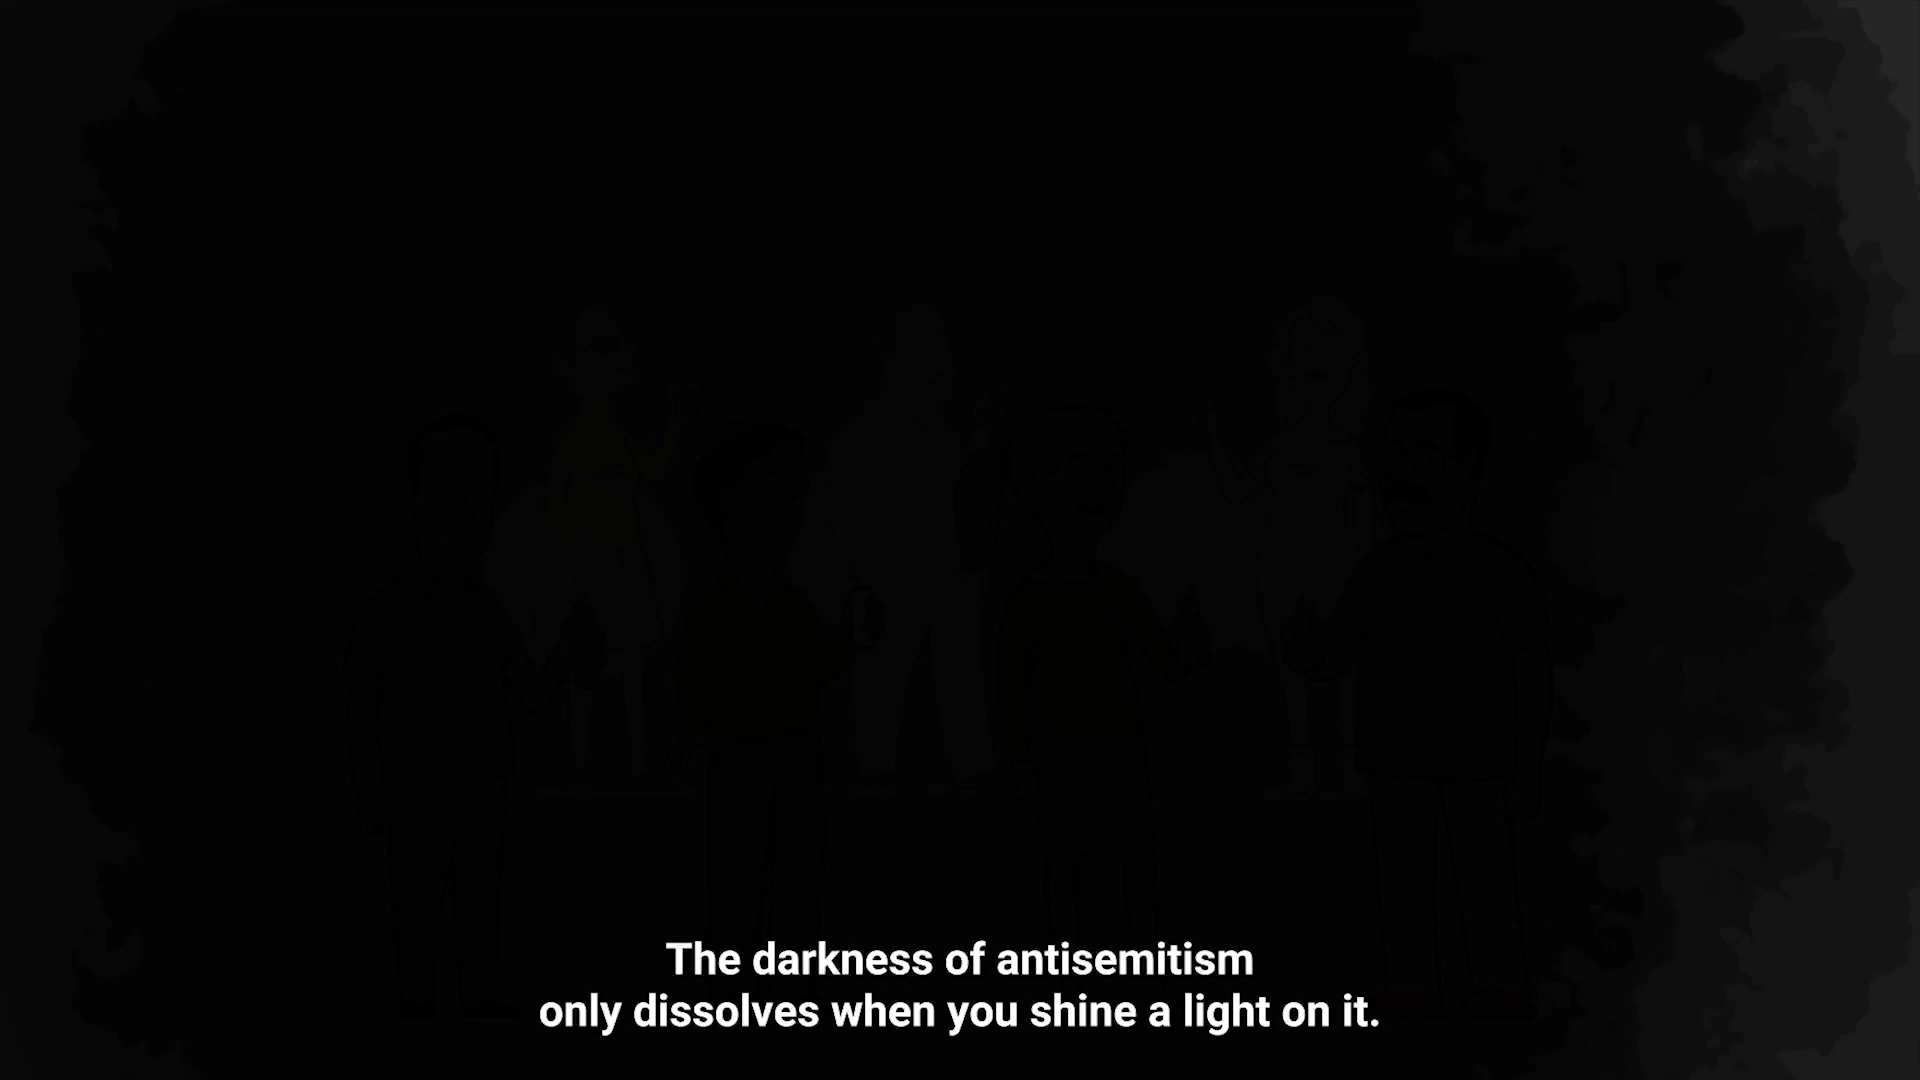 The darkness of antisemitism
only dissolves when you shine a light on it.